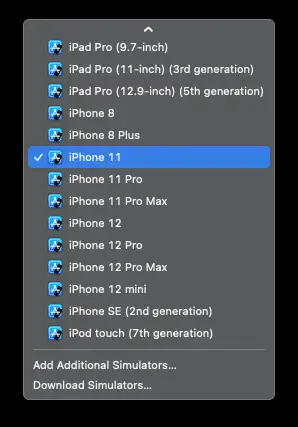 iPad Pro (9.7-inch)
iPad Pro (11-inch) (3rd generation)
iPad Pro (12.9-inch) (5th generation)
iPhone 8
iPhone 8 Plus
iPhone 11
iPhone 11 Pro
iPhone 11 Pro Max
iPhone 12
iPhone 12 Pro
iPhone 12 Pro Max
iPhone 12 mini
iPhone SE (2nd generation)
iPod touch (7th generation)
Add Additional Simulators...
Download Simulators...